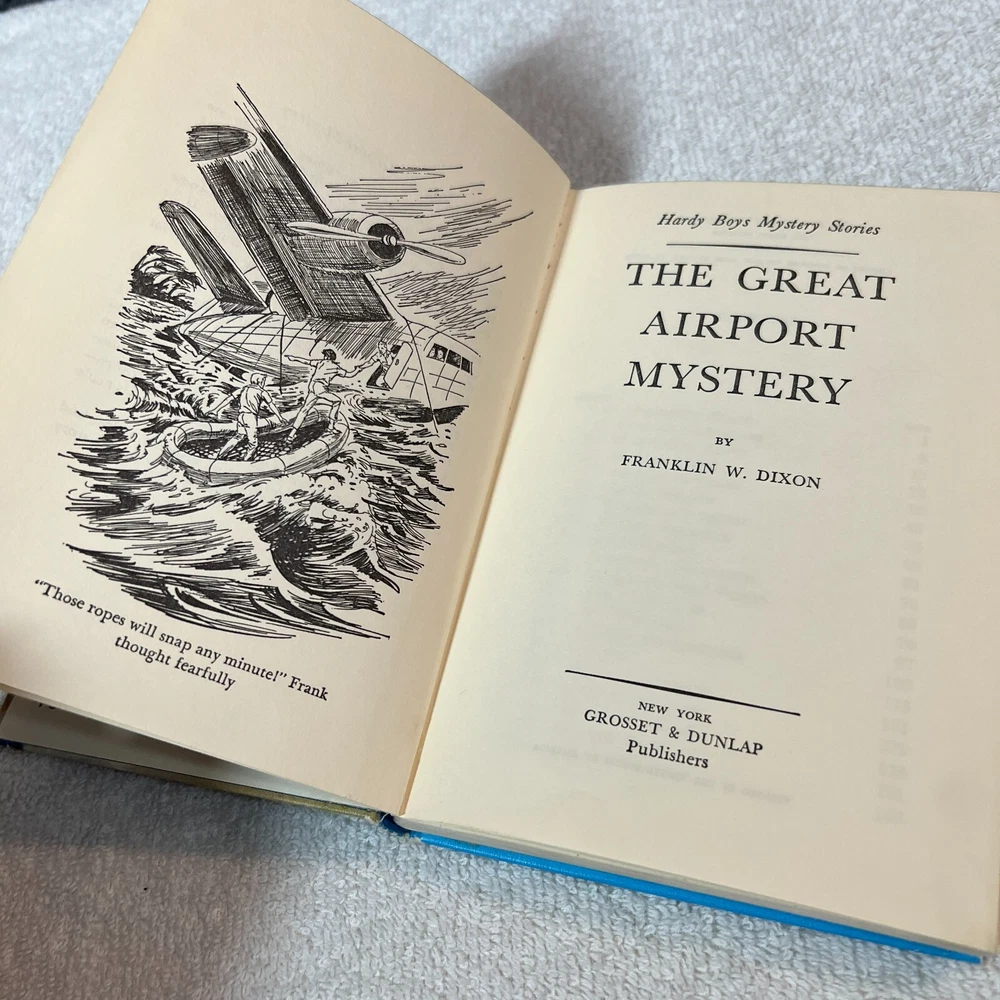 "Those ropes will snap any minute!" Frank
thought fearfully
Hardy Boys Mystery Stories
THE GREAT
AIRPORT
MYSTERY
BY
FRANKLIN W. DIXON
NEW YORK
GROSSET & DUNLAP
Publishers